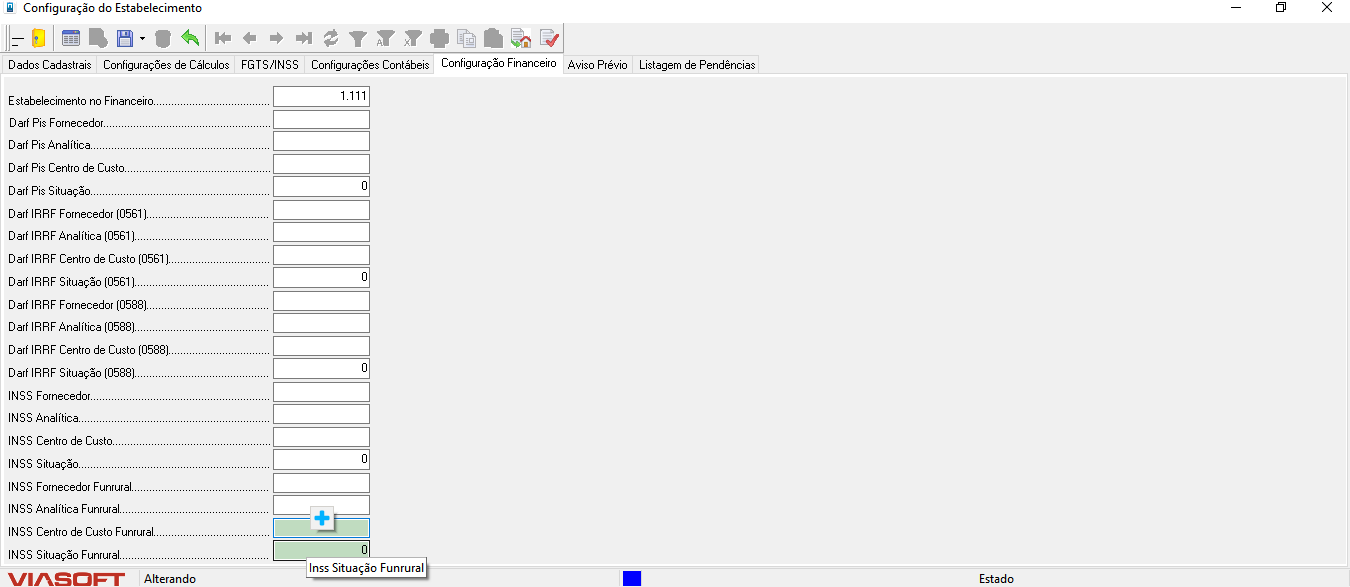 Configuração do Estabelecimento
Dados Cadastrais Configurações de Cálculos FGTS/INSS Configurações Contábeis Configuração Financeiro Aviso Prévio Listagem de Pendências
Estabelecimento no Financeiro 1.111
Darf Pis Fornecedor
Darf Pis Analítica
Darf Pis Centro de Custo
Darf Pis Situação 0
Darf IRRF Fornecedor (0561)
Darf IRRF Analítica (0561)
Darf IRRF Centro de Custo (0561)
Darf IRRF Situação (0561) 0
Darf IRRF Fornecedor (0588)
Darf IRRF Analítica (0588)
Darf IRRF Centro de Custo (0588)
Darf IRRF Situação (0588) 0
INSS Fornecedor
INSS Analítica
INSS Centro de Custo
INSS Situação 0
INSS Fornecedor Funrural
INSS Analítica Funrural
INSS Centro de Custo Funrural
INSS Situação Funrural 0
Inss Situação Funrural
VIASOFT Alterando Estado